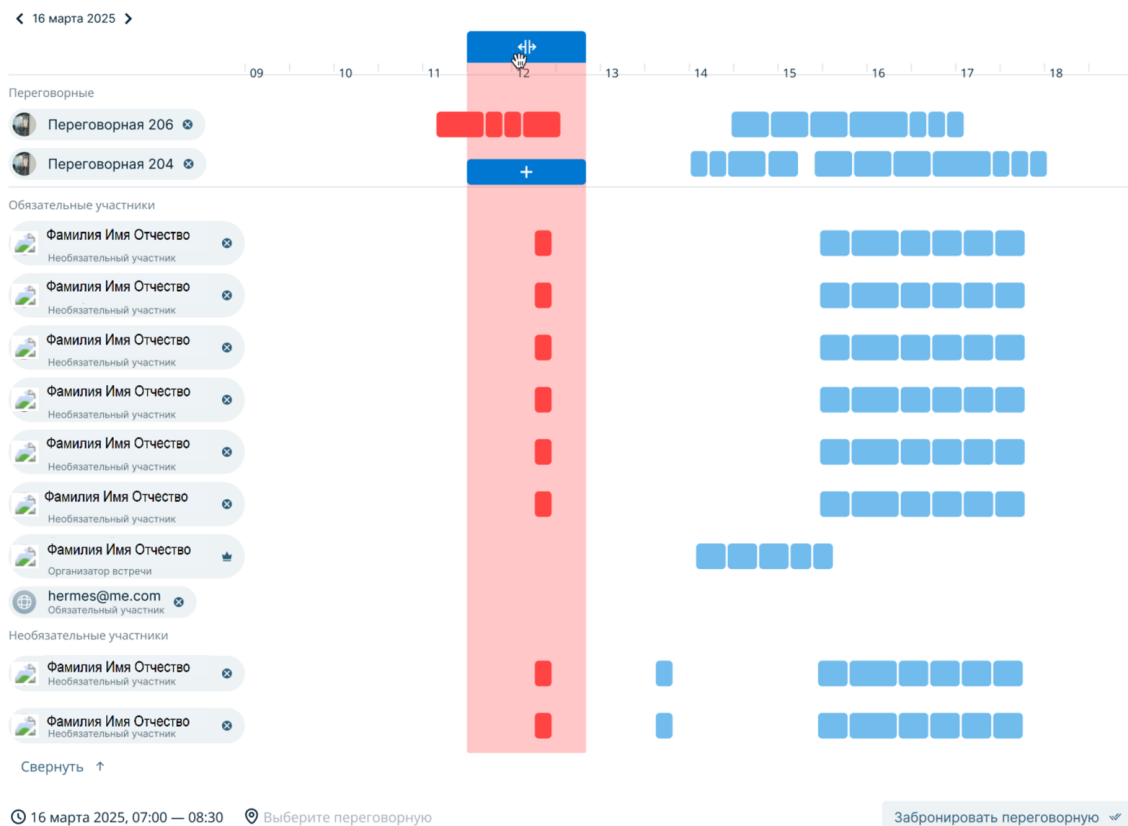 16 марта 2025
09 10 11 12 13 14 15 16 17 18
Переговорные
Переговорная 206
Переговорная 204
+
Обязательные участники
Фамилия Имя Отчество
Необязательный участник
Фамилия Имя Отчество
Необязательный участник
Фамилия Имя Отчество
Необязательный участник
Фамилия Имя Отчество
Необязательный участник
Фамилия Имя Отчество
Необязательный участник
Фамилия Имя Отчество
Необязательный участник
Фамилия Имя Отчество
Организатор встречи
hermes@me.com
Обязательный участник
Необязательные участники
Фамилия Имя Отчество
Необязательный участник
Фамилия Имя Отчество
Необязательный участник
Свернуть ↑
16 марта 2025, 07:00 — 08:30 Выберите переговорную Забронировать переговорную